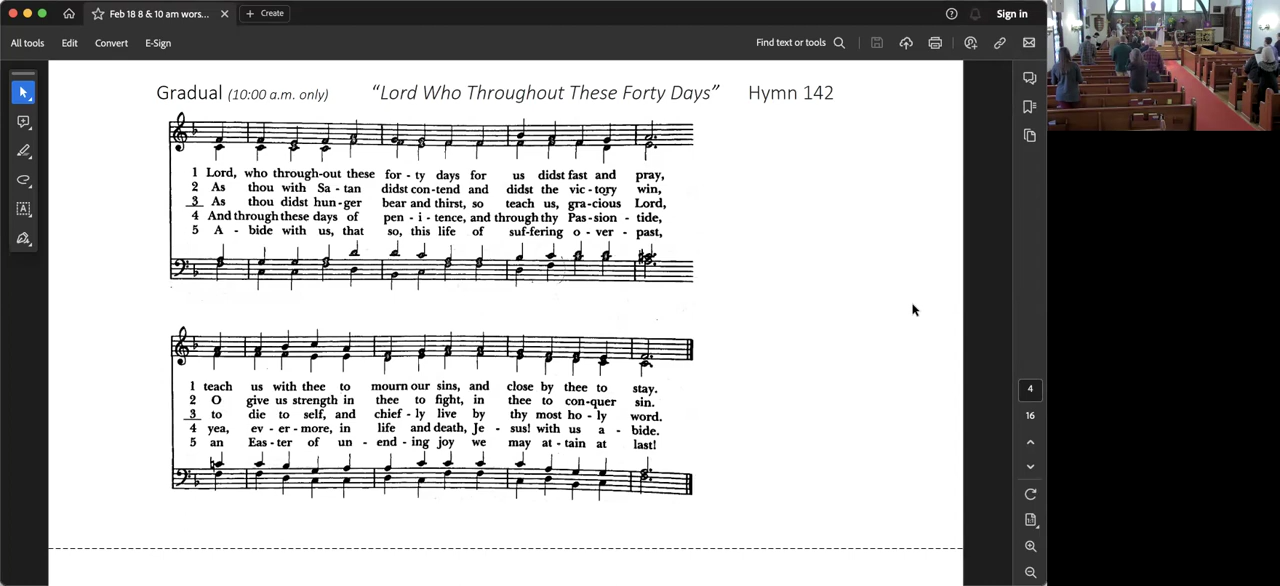 Feb 18 8 & 10 am wors...
Create
Sign in
All tools
Edit
Convert
E-Sign
Find text or tools
Gradual (10:00 a.m. only) “Lord Who Throughout These Forty Days” Hymn 142
1 Lord, who through-out these for - ty days for us didst fast and pray,
2 As thou with Sa - tan didst con-tend and didst the vic - tory win,
3 As thou didst hun - ger bear and thirst, so teach us, gra-cious Lord,
4 And through these days of pen - i - tence, and through thy Pas - sion - tide,
5 A - bide with us, that so, this life of suf-fering o - ver - past,
1 teach us with thee to mourn our sins, and close by thee to stay.
2 O give us strength in thee to fight, in thee to con-quer sin.
3 to die to self, and chief - ly live by thy most ho - ly word.
4 yea, ev - er - more, in life and death, Je - sus! with us a - bide.
5 an Eas - ter of un - end - ing joy we may at - tain at last!
4
16